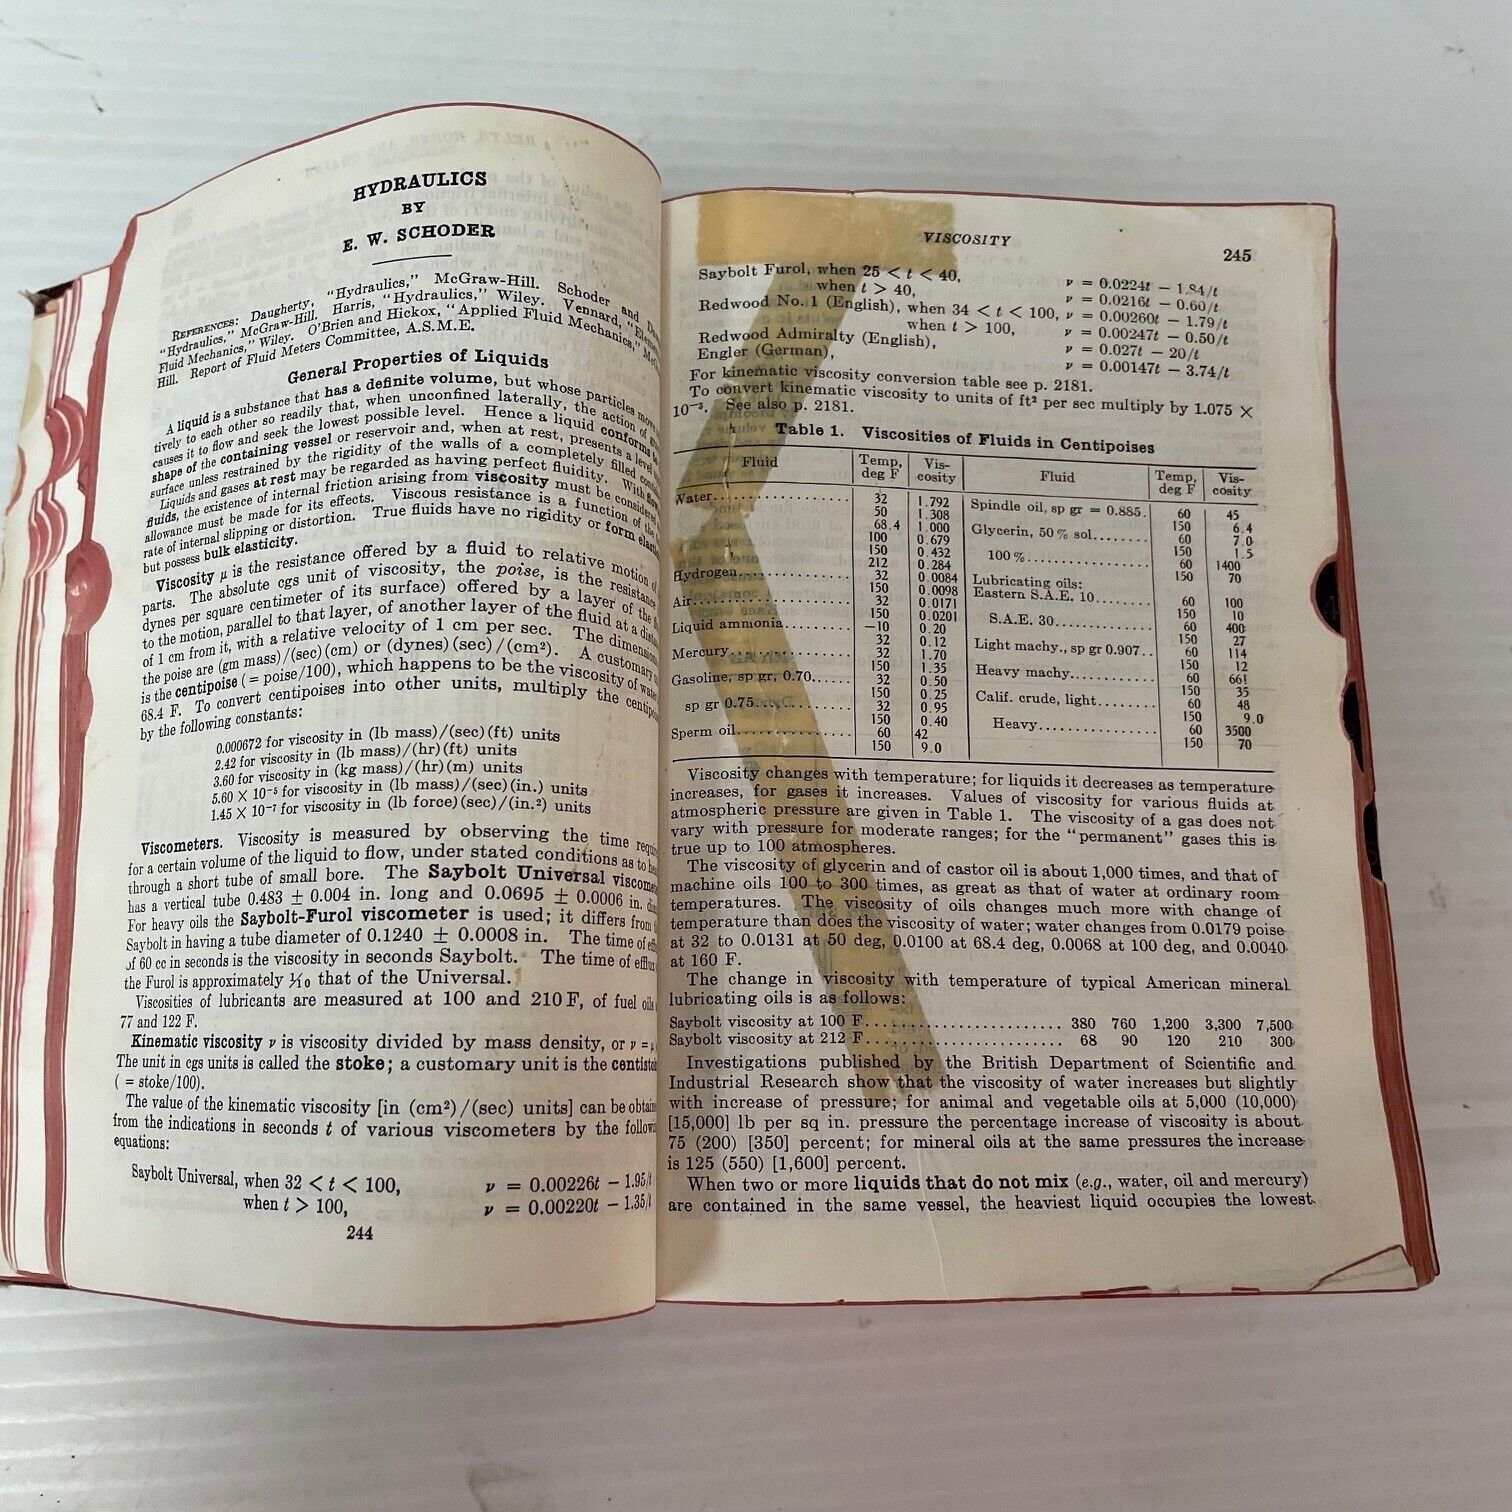 HYDRAULICS
BY
E. W. SCHODER
REFERENCES: Daugherty, "Hydraulics," McGraw-Hill. Schoder and
"Hydraulics," McGraw-Hill. Harris, "Hydraulics," Wiley. Vennard,
Fluid Mechanics," Wiley. O'Brien and Hickox, "Applied Fluid Mechanics,"
Hill. Report of Fluid Meters Committee, A.S.M.E.
General Properties of Liquids
A liquid is a substance that has a definite volume, but whose particles
tively to each other so readily that, when unconfined laterally, the action of
causes it to flow and seek the lowest possible level. Hence a liquid conforms
shape of the containing vessel or reservoir and, when at rest, presents a level
surface unless restrained by the rigidity of the walls of a completely filled
Liquids and gases at rest may be regarded as having perfect fluidity. With
fluids, the existence of internal friction arising from viscosity must be considered
allowance must be made for its effects. Viscous resistance is a function of the
rate of internal slipping or distortion. True fluids have no rigidity or form
but possess bulk elasticity.
Viscosity μ is the resistance offered by a fluid to relative motion of
parts. The absolute cgs unit of viscosity, the poise, is the resistance
dynes per square centimeter of its surface) offered by a layer of the
to the motion, parallel to that layer, of another layer of the fluid at a
of 1 cm from it, with a relative velocity of 1 cm per sec. The
the poise are (gm mass)/(sec)(cm) or (dynes)(sec)/(cm²). A customary
is the centipoise (= poise/100), which happens to be the viscosity of
68.4 F. To convert centipoises into other units, multiply the
by the following constants:
0.000672 for viscosity in (lb mass)/(sec)(ft) units
2.42 for viscosity in (lb mass)/(hr)(ft) units
3.60 for viscosity in (kg mass)/(hr)(m) units
5.60 × 10⁻⁵ for viscosity in (lb mass)/(sec)(in.) units
1.45 × 10⁻⁷ for viscosity in (lb force)(sec)/(in.²) units
Viscometers. Viscosity is measured by observing the time
for a certain volume of the liquid to flow, under stated conditions as to
through a short tube of small bore. The Saybolt Universal
has a vertical tube 0.483 ± 0.004 in. long and 0.0695 ± 0.0006 in.
For heavy oils the Saybolt-Furol viscometer is used; it differs from
Saybolt in having a tube diameter of 0.1240 ± 0.0008 in. The time of
of 60 cc in seconds is the viscosity in seconds Saybolt. The time of
the Furol is approximately 1/10 that of the Universal.
Viscosities of lubricants are measured at 100 and 210 F, of fuel oils
77 and 122 F.
Kinematic viscosity ν is viscosity divided by mass density, or ν =
The unit in cgs units is called the stoke; a customary unit is the
( = stoke/100).
The value of the kinematic viscosity [in (cm²)/(sec) units] can be
from the indications in seconds t of various viscometers by the
equations:
Saybolt Universal, when 32 < t < 100, ν = 0.00226t − 1.95/t
when t > 100, ν = 0.00220t − 1.35/t
244
VISCOSITY 245
Saybolt Furol, when 25 < t < 40, ν = 0.0224t − 1.84/t
when t > 40, ν = 0.0216t − 0.60/t
Redwood No. 1 (English), when 34 < t < 100, ν = 0.00260t − 1.79/t
when t > 100, ν = 0.00247t − 0.50/t
Redwood Admiralty (English), ν = 0.027t − 20/t
Engler (German), ν = 0.00147t − 3.74/t
For kinematic viscosity conversion table see p. 2181.
To convert kinematic viscosity to units of ft² per sec multiply by 1.075 ×
10⁻³. See also p. 2181.
Table 1. Viscosities of Fluids in Centipoises
Fluid Temp, deg F Vis-cosity Fluid Temp, deg F Vis-cosity
Water 32 1.792 Spindle oil, sp gr = 0.885. 60 45
50 1.308 150 6.4
68.4 1.000 Glycerin, 50% sol. 60 7.0
100 0.679 150 1.5
150 0.432 100% 60 1400
212 0.284 150 70
Hydrogen 32 0.0084 Lubricating oils:
150 0.0098 Eastern S.A.E. 10 60 100
Air 32 0.0171 150 10
150 0.0201 S.A.E. 30 60 400
Liquid ammonia −10 0.20 150 27
32 0.12 Light machy., sp gr 0.907 60 114
Mercury 32 1.70 150 12
150 1.35 Heavy machy. 60 661
Gasoline, sp gr, 0.70 32 0.50 150 35
150 0.25 Calif. crude, light 60 48
sp gr 0.75 32 0.95 150 9.0
150 0.40 Heavy 60 3500
Sperm oil 60 42 150 70
150 9.0
Viscosity changes with temperature; for liquids it decreases as temperature
increases, for gases it increases. Values of viscosity for various fluids at
atmospheric pressure are given in Table 1. The viscosity of a gas does not
vary with pressure for moderate ranges; for the "permanent" gases this is
true up to 100 atmospheres.
The viscosity of glycerin and of castor oil is about 1,000 times, and that of
machine oils 100 to 300 times, as great as that of water at ordinary room
temperatures. The viscosity of oils changes much more with change of
temperature than does the viscosity of water; water changes from 0.0179 poise
at 32 to 0.0131 at 50 deg, 0.0100 at 68.4 deg, 0.0068 at 100 deg, and 0.0040
at 160 F.
The change in viscosity with temperature of typical American mineral
lubricating oils is as follows:
Saybolt viscosity at 100 F 380 760 1,200 3,300 7,500
Saybolt viscosity at 212 F 68 90 120 210 300
Investigations published by the British Department of Scientific and
Industrial Research show that the viscosity of water increases but slightly
with increase of pressure; for animal and vegetable oils at 5,000 (10,000)
[15,000] lb per sq in. pressure the percentage increase of viscosity is about
75 (200) [350] percent; for mineral oils at the same pressures the increase
is 125 (550) [1,600] percent.
When two or more liquids that do not mix (e.g., water, oil and mercury)
are contained in the same vessel, the heaviest liquid occupies the lowest